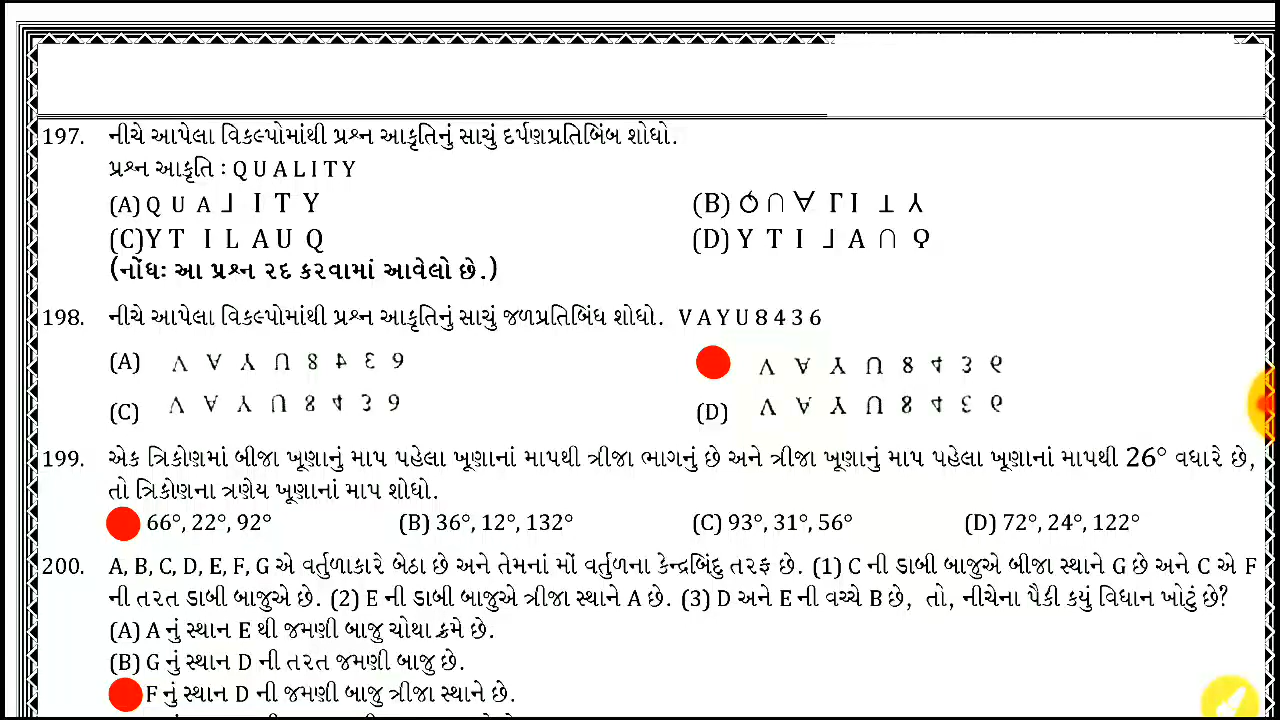 197. નીચે આપેલા વિકલ્પોમાંથી પ્રશ્ન આકૃતિનું સાચું દર્પણપ્રતિબિંબ શોધો.
પ્રશ્ન આકૃતિ : Q U A L I T Y
(A) Q U A ⅃ I T Y (B) Ꝺ ∩ ∀ Γ I ⊥ ⅄
(C) Y T I L A U Q (D) Y T I ⅃ A ∩ Ϙ
(નોંધઃ આ પ્રશ્ન રદ કરવામાં આવેલો છે.)
198. નીચે આપેલા વિકલ્પોમાંથી પ્રશ્ન આકૃતિનું સાચું જળપ્રતિબિંબ શોધો. V A Y U 8 4 3 6
(A)
(C) (D)
199. એક ત્રિકોણમાં બીજા ખૂણાનું માપ પહેલા ખૂણાનાં માપથી ત્રીજા ભાગનું છે અને ત્રીજા ખૂણાનું માપ પહેલા ખૂણાનાં માપથી 26° વધારે છે,
તો ત્રિકોણના ત્રણેય ખૂણાનાં માપ શોધો.
66°, 22°, 92° (B) 36°, 12°, 132° (C) 93°, 31°, 56° (D) 72°, 24°, 122°
200. A, B, C, D, E, F, G એ વર્તુળાકારે બેઠા છે અને તેમનાં મોં વર્તુળના કેન્દ્રબિંદુ તરફ છે. (1) C ની ડાબી બાજુએ બીજા સ્થાને G છે અને C એ F
ની તરત ડાબી બાજુએ છે. (2) E ની ડાબી બાજુએ ત્રીજા સ્થાને A છે. (3) D અને E ની વચ્ચે B છે, તો, નીચેના પૈકી કયું વિધાન ખોટું છે?
(A) A નું સ્થાન E થી જમણી બાજુ ચોથા ક્રમે છે.
(B) G નું સ્થાન D ની તરત જમણી બાજુ છે.
F નું સ્થાન D ની જમણી બાજુ ત્રીજા સ્થાને છે.